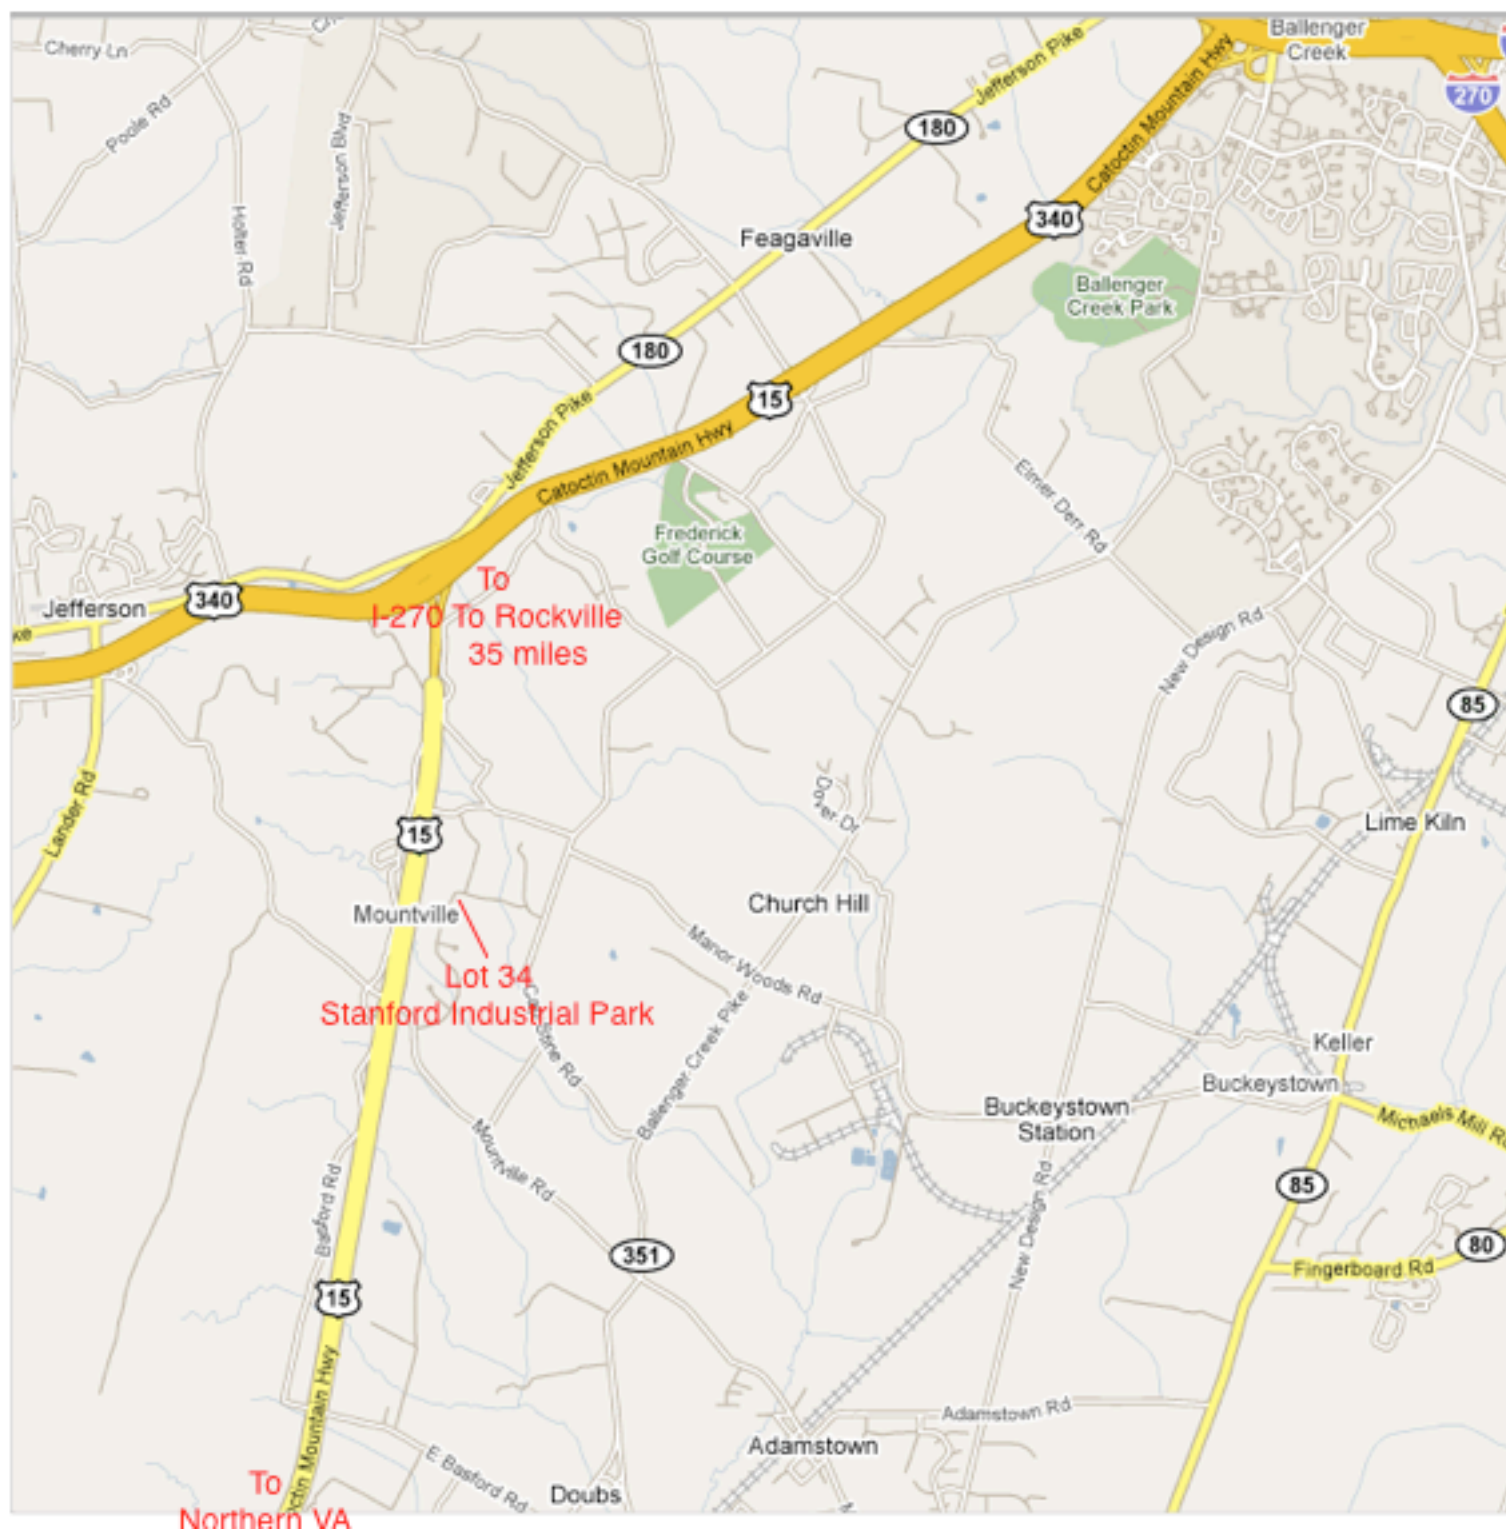 Cherry Ln
Poole Rd
Jefferson Blvd
Holter Rd
Jefferson Pike
180
Catoctin Mountain Hwy
Ballenger
Creek
270
340
Feagaville
Ballenger
Creek Park
180
15
Jefferson Pike
Catoctin Mountain Hwy
Elmer Derr Rd
Frederick
Golf Course
Jefferson
340
To
I-270 To Rockville
35 miles
New Design Rd
85
Lander Rd
15
Dover Dr
Lime Kiln
Mountville
Church Hill
Manor Woods Rd
Lot 34
Stanford Industrial Park
Ballenger Creek Pike
Keller
Buckeystown
Buckeystown
Station
Michaels Mill
Mountville Rd
Basford Rd
85
New Design Rd
351
80
Fingerboard Rd
15
Mountain Hwy
Adamstown Rd
Adamstown
E Basford Rd
Doubs
To
Northern VA